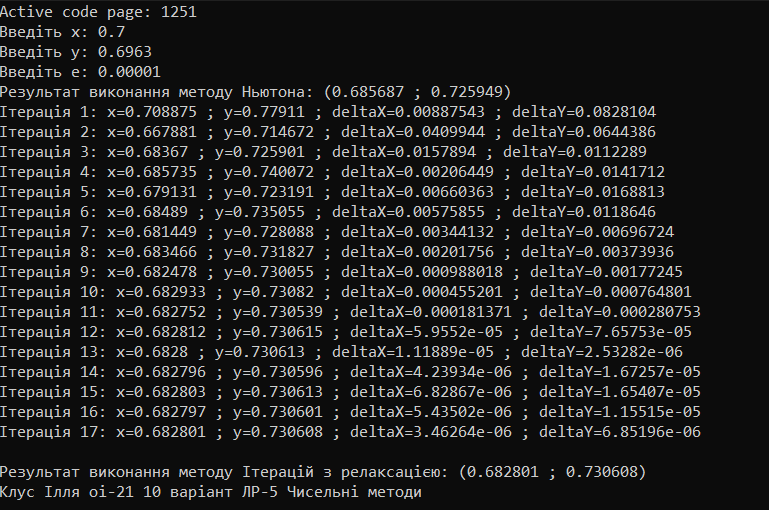 Active code page: 1251
Введіть x: 0.7
Введіть y: 0.6963
Введіть e: 0.00001
Результат виконання методу Ньютона: (0.685687 ; 0.725949)
Ітерація 1: x=0.708875 ; y=0.77911 ; deltaX=0.00887543 ; deltaY=0.0828104
Ітерація 2: x=0.667881 ; y=0.714672 ; deltaX=0.0409944 ; deltaY=0.0644386
Ітерація 3: x=0.68367 ; y=0.725901 ; deltaX=0.0157894 ; deltaY=0.0112289
Ітерація 4: x=0.685735 ; y=0.740072 ; deltaX=0.00206449 ; deltaY=0.0141712
Ітерація 5: x=0.679131 ; y=0.723191 ; deltaX=0.00660363 ; deltaY=0.0168813
Ітерація 6: x=0.68489 ; y=0.735055 ; deltaX=0.00575855 ; deltaY=0.0118646
Ітерація 7: x=0.681449 ; y=0.728088 ; deltaX=0.00344132 ; deltaY=0.00696724
Ітерація 8: x=0.683466 ; y=0.731827 ; deltaX=0.00201756 ; deltaY=0.00373936
Ітерація 9: x=0.682478 ; y=0.730055 ; deltaX=0.000988018 ; deltaY=0.00177245
Ітерація 10: x=0.682933 ; y=0.73082 ; deltaX=0.000455201 ; deltaY=0.000764801
Ітерація 11: x=0.682752 ; y=0.730539 ; deltaX=0.000181371 ; deltaY=0.000280753
Ітерація 12: x=0.682812 ; y=0.730615 ; deltaX=5.9552e-05 ; deltaY=7.65753e-05
Ітерація 13: x=0.6828 ; y=0.730613 ; deltaX=1.11889e-05 ; deltaY=2.53282e-06
Ітерація 14: x=0.682796 ; y=0.730596 ; deltaX=4.23934e-06 ; deltaY=1.67257e-05
Ітерація 15: x=0.682803 ; y=0.730613 ; deltaX=6.82867e-06 ; deltaY=1.65407e-05
Ітерація 16: x=0.682797 ; y=0.730601 ; deltaX=5.43502e-06 ; deltaY=1.15515e-05
Ітерація 17: x=0.682801 ; y=0.730608 ; deltaX=3.46264e-06 ; deltaY=6.85196e-06
Результат виконання методу Ітерацій з релаксацією: (0.682801 ; 0.730608)
Клус Ілля оі-21 10 варіант ЛР-5 Чисельні методи